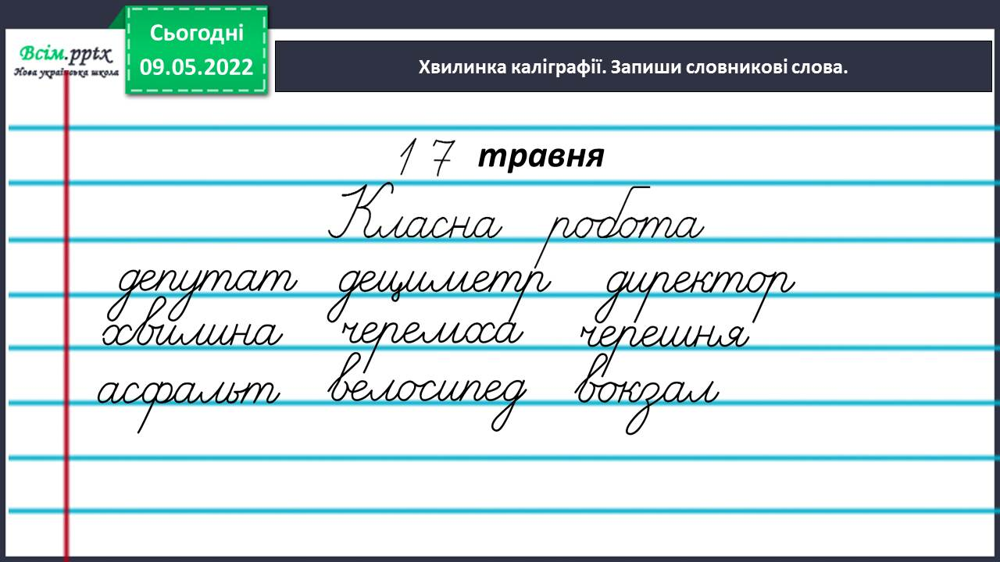 Сьогодні
09.05.2022
Всім.pptx
Нова українська школа
Хвилинка каліграфії. Запиши словникові слова.
17 травня
Класна робота
депутат дециметр директор
хвилина черемха черешня
асфальт велосипед вокзал